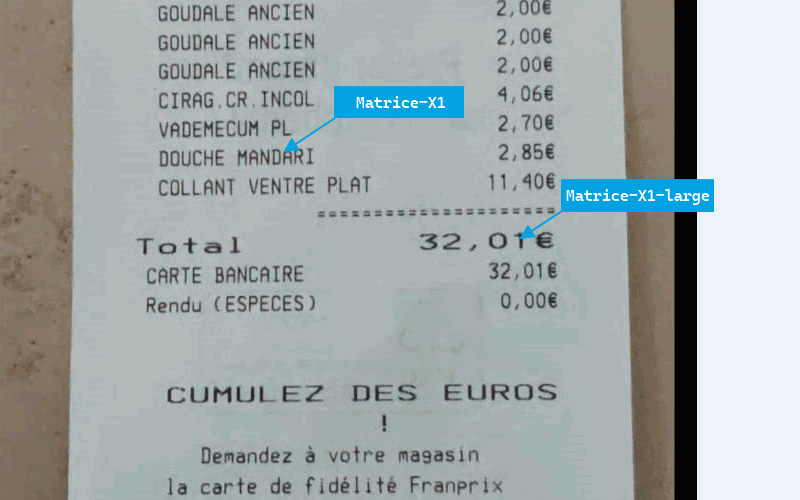 GOUDALE ANCIEN 2,00€
GOUDALE ANCIEN 2,00€
GOUDALE ANCIEN 2,00€
CIRAG.CR.INCOL 4,06€
Matrice-X1
VADEMECUM PL 2,70€
DOUCHE MANDARI 2,85€
COLLANT VENTRE PLAT 11,40€
Matrice-X1-large
=====================
Total 32,01€
CARTE BANCAIRE 32,01€
Rendu (ESPECES) 0,00€
CUMULEZ DES EUROS
!
Demandez à votre magasin
la carte de fidélité Franprix